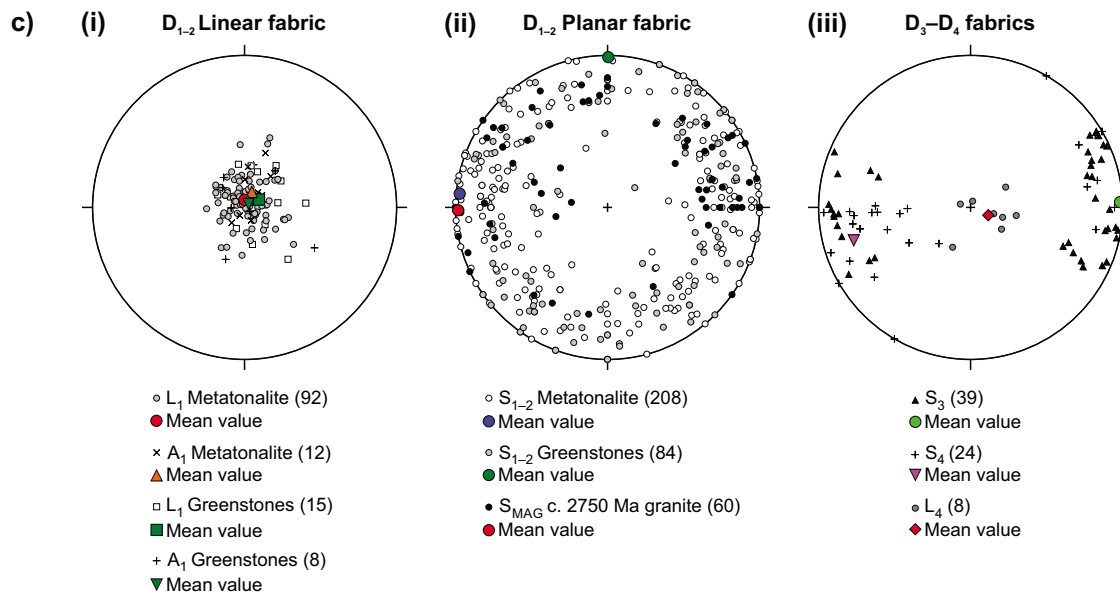 c)
(i)
D1–2 Linear fabric
L1 Metatonalite (92)
Mean value
A1 Metatonalite (12)
Mean value
L1 Greenstones (15)
Mean value
A1 Greenstones (8)
Mean value
(ii)
D1–2 Planar fabric
S1–2 Metatonalite (208)
Mean value
S1–2 Greenstones (84)
Mean value
SMAG c. 2750 Ma granite (60)
Mean value
(iii)
D3–D4 fabrics
S3 (39)
Mean value
S4 (24)
Mean value
L4 (8)
Mean value